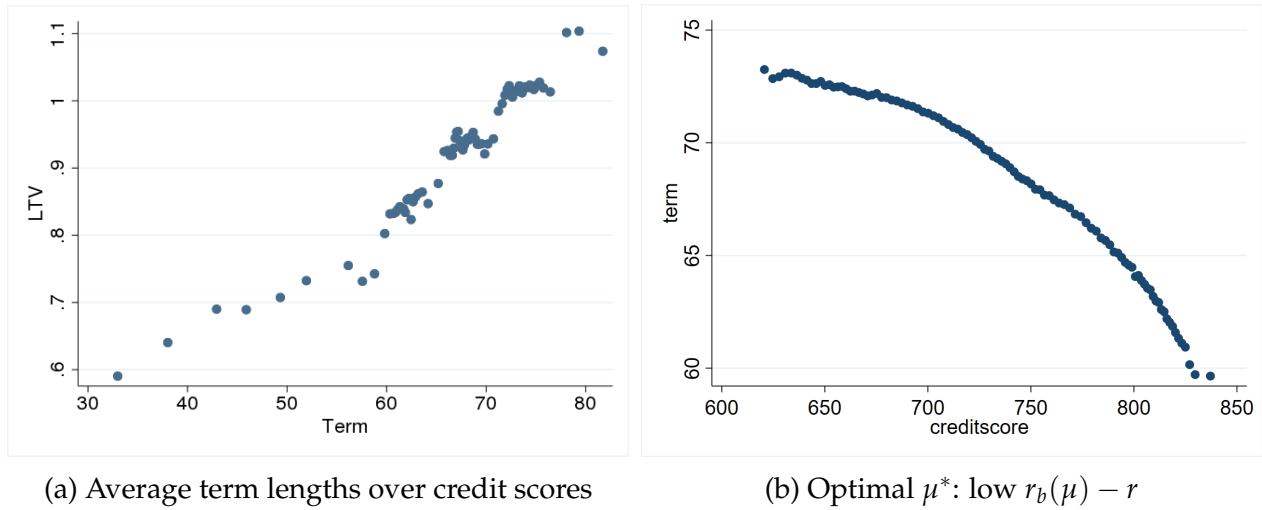 1.1
1
.9
.8
.7
.6
LTV
30 40 50 60 70 80
Term
75
70
65
60
term
600 650 700 750 800 850
creditscore
(a) Average term lengths over credit scores
(b) Optimal μ*: low r_b(μ) − r